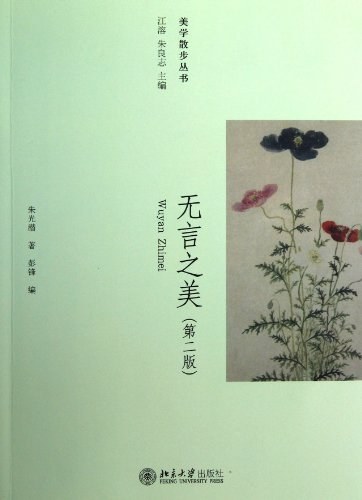 美学散步丛书
江溶 朱良志 主编
无言之美(第二版)
Wuyan Zhimei
朱光潜 著 彭锋 编
北京大学出版社
PEKING UNIVERSITY PRESS